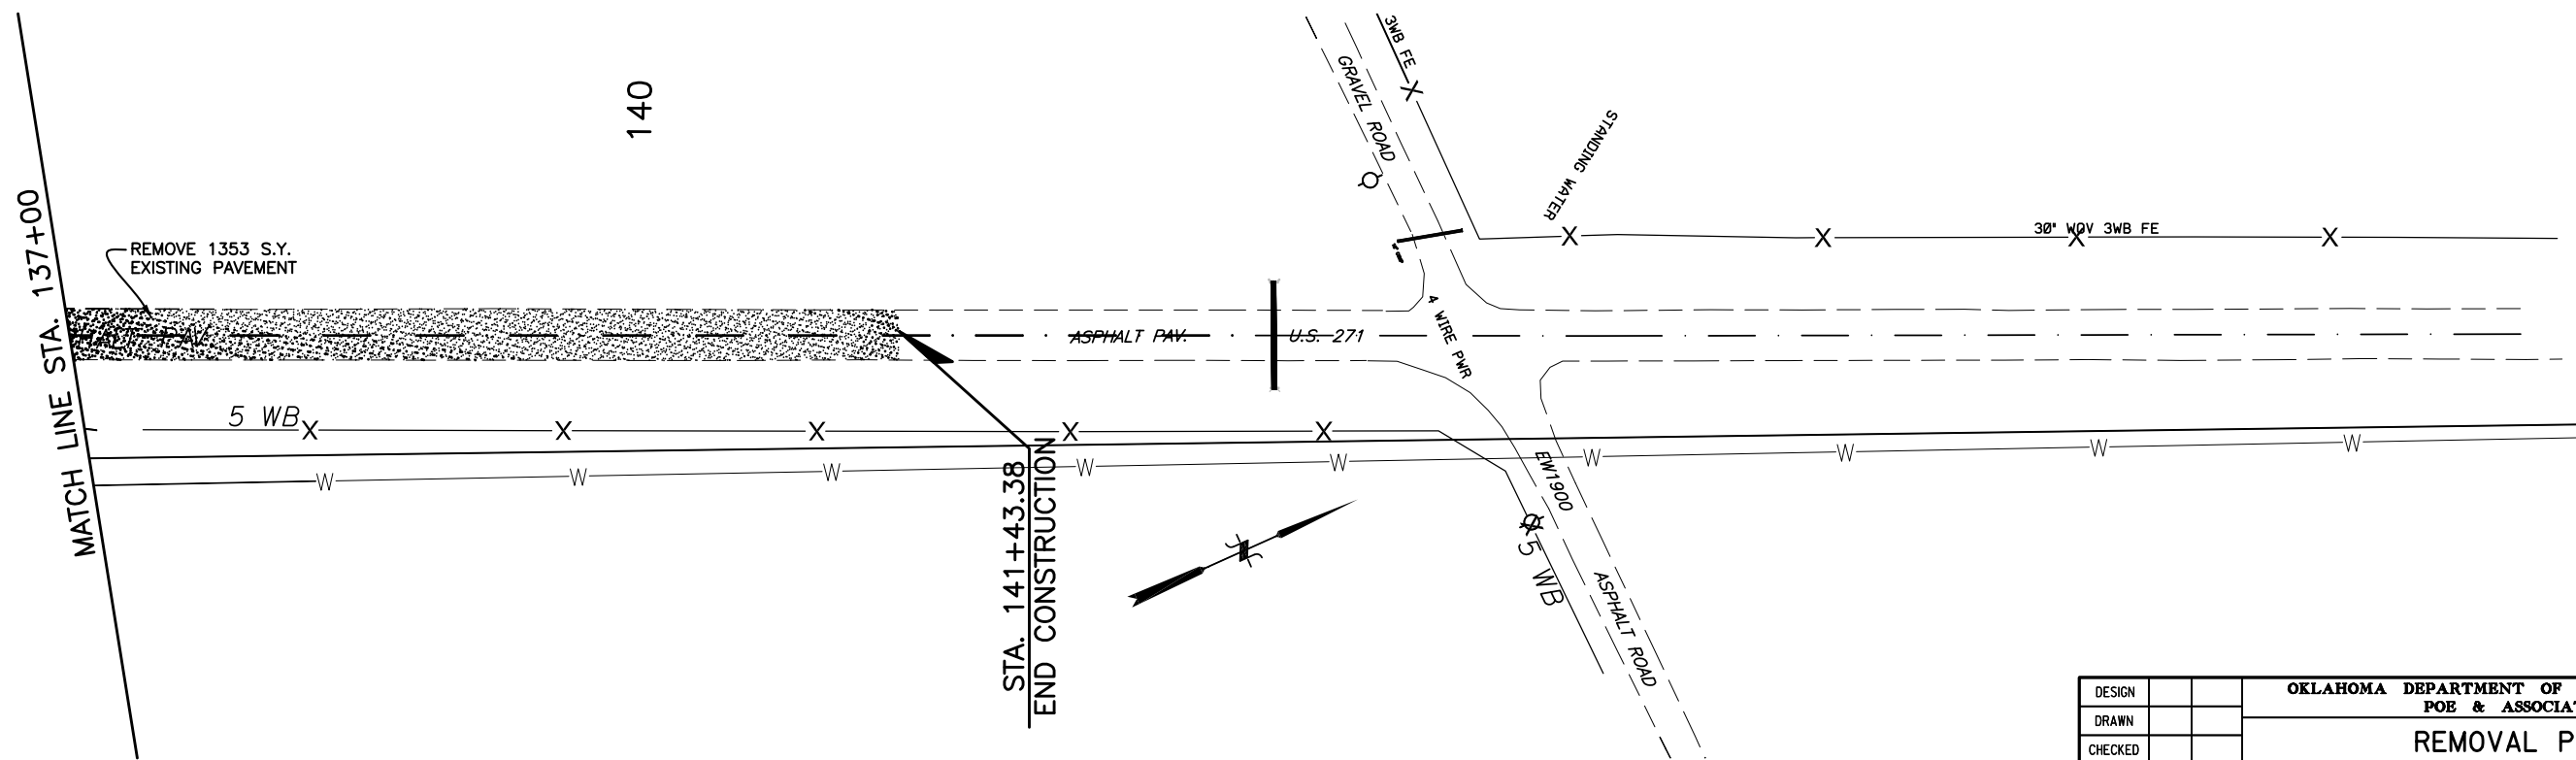 MATCH LINE STA. 137+00
140
REMOVE 1353 S.Y.
EXISTING PAVEMENT
PAV.
5 WB
X X X X X
W W W W W W W W W
STA. 141+43.38
END CONSTRUCTION
ASPHALT PAV.
U.S. 271
GRAVEL ROAD
3WB FE
X
STANDING WATER
4 WIRE PWR
30" WOV 3WB FE
X X X X
EW1900
5 WB
ASPHALT ROAD
DESIGN
DRAWN
CHECKED
OKLAHOMA DEPARTMENT OF
POE & ASSOCIAT
REMOVAL P